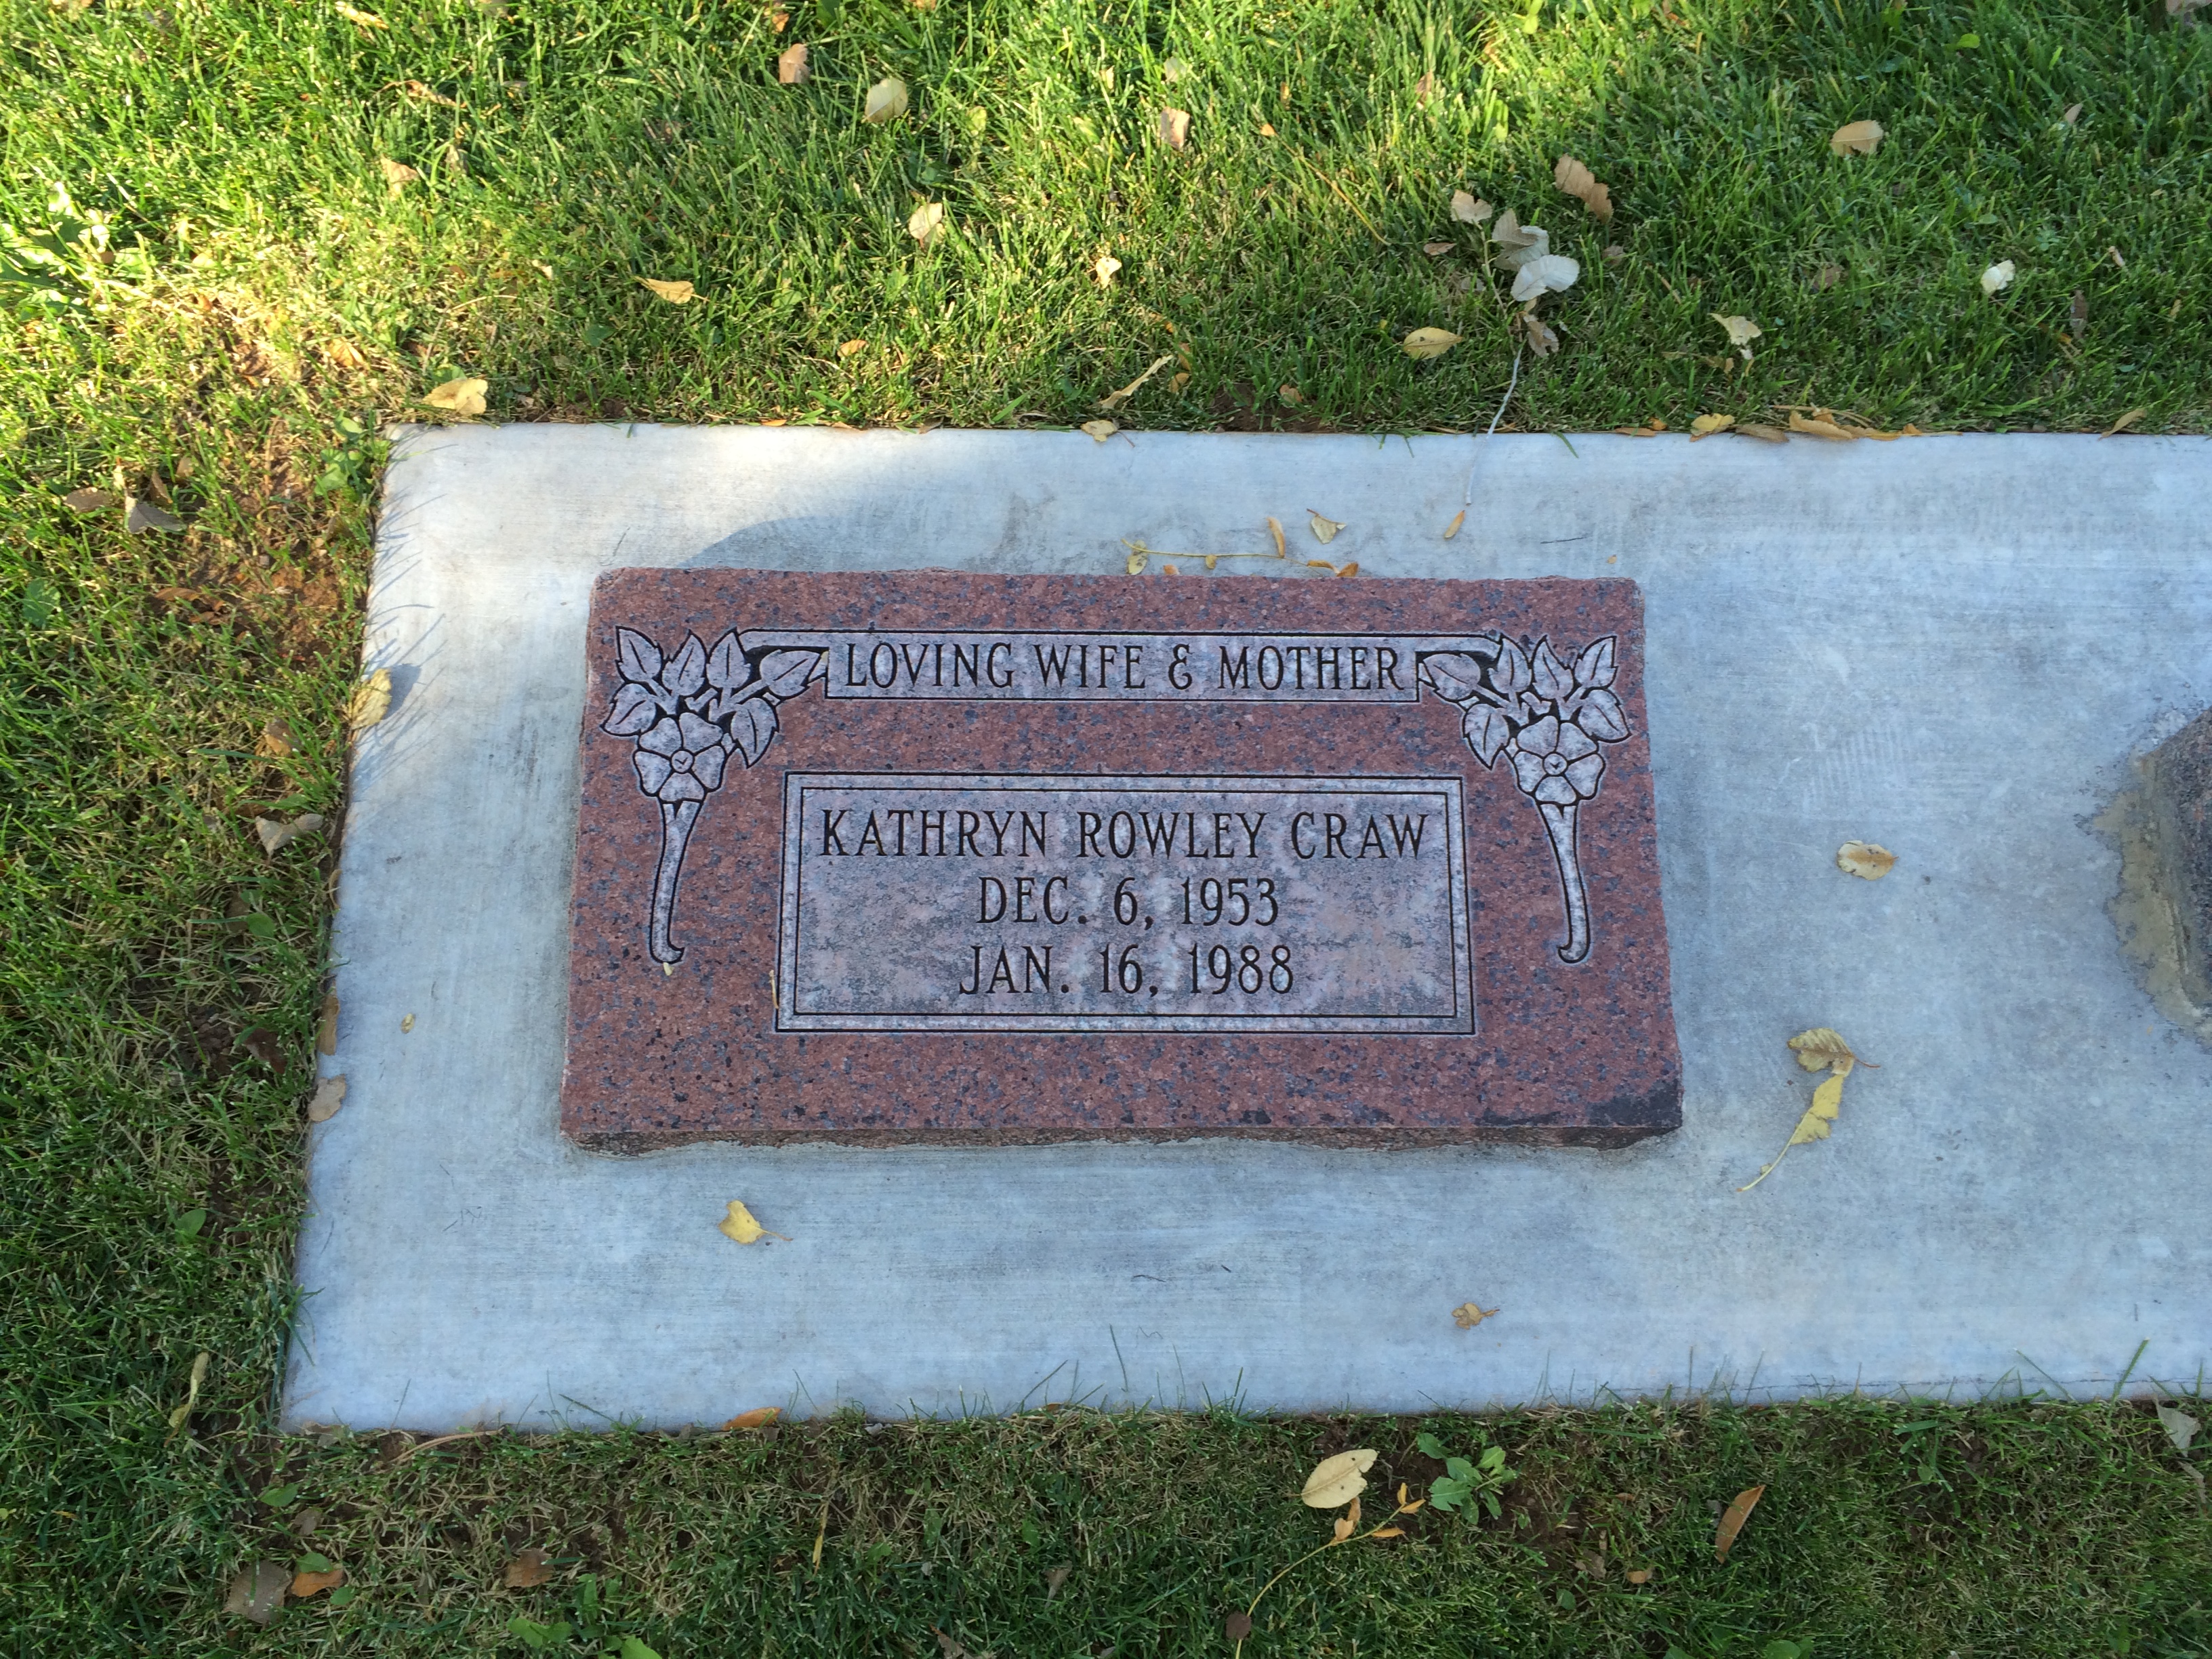 LOVING WIFE & MOTHER
KATHRYN ROWLEY CRAW
DEC. 6, 1953
JAN. 16, 1988